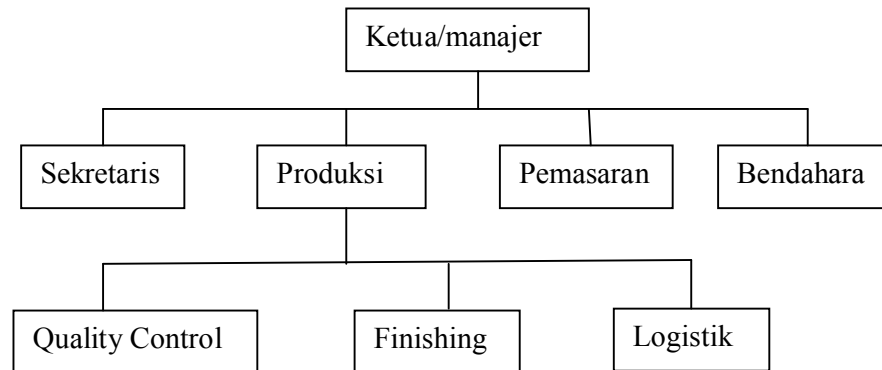 Ketua/manajer
Sekretaris
Produksi
Pemasaran
Bendahara
Quality Control
Finishing
Logistik